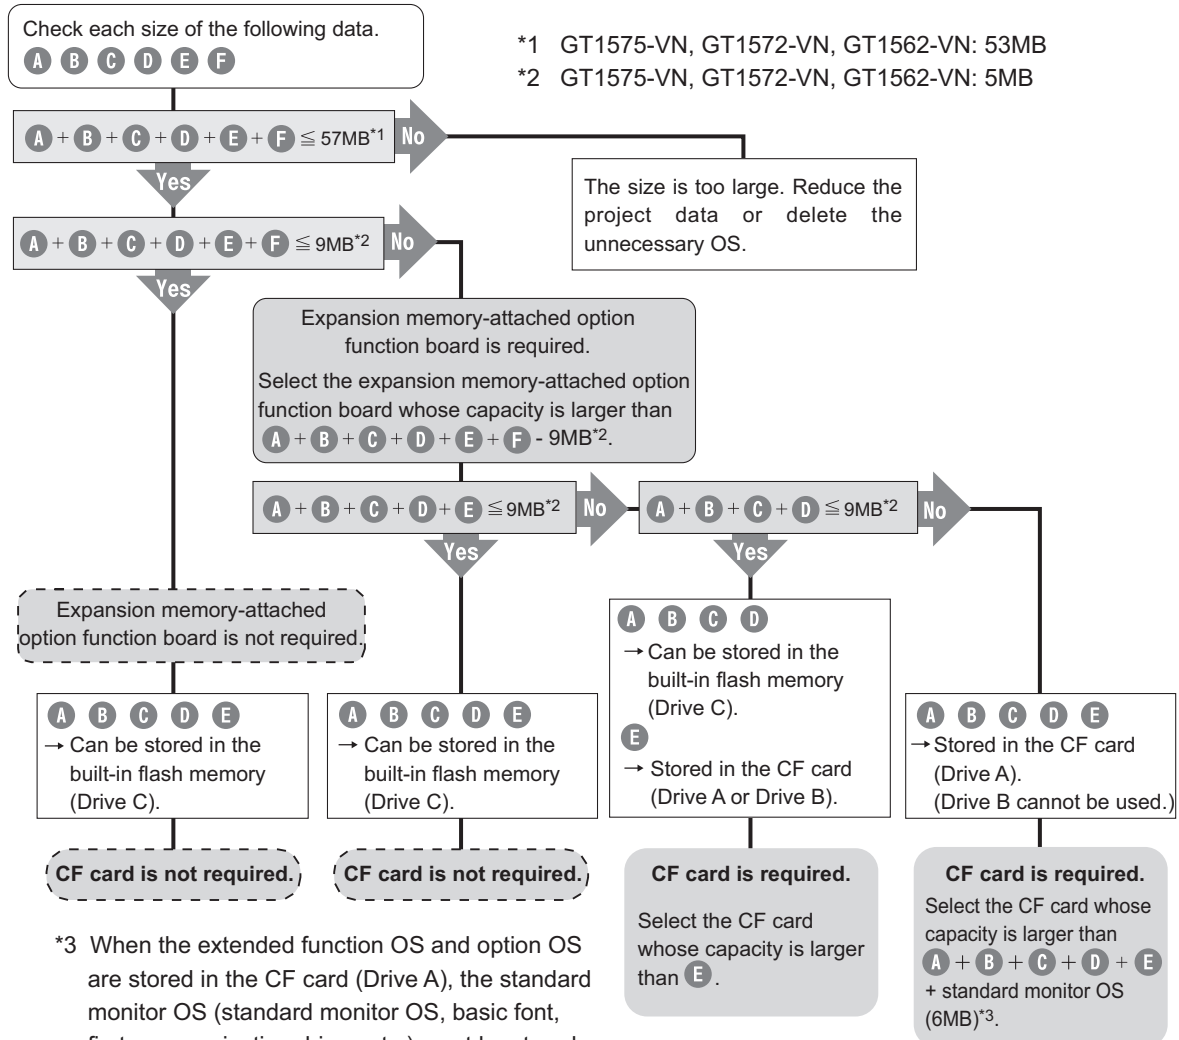 Check each size of the following data.
A B C D E F
*1 GT1575-VN, GT1572-VN, GT1562-VN: 53MB
*2 GT1575-VN, GT1572-VN, GT1562-VN: 5MB
A + B + C + D + E + F ≦ 57MB*1
No
Yes
The size is too large. Reduce the
project data or delete the
unnecessary OS.
A + B + C + D + E + F ≦ 9MB*2
No
Yes
Expansion memory-attached option
function board is required.
Select the expansion memory-attached option
function board whose capacity is larger than
A + B + C + D + E + F - 9MB*2.
A + B + C + D + E ≦ 9MB*2
No
Yes
A + B + C + D ≦ 9MB*2
No
Yes
Expansion memory-attached
option function board is not required.
A B C D E
→ Can be stored in the
built-in flash memory
(Drive C).
CF card is not required.
A B C D E
→ Can be stored in the
built-in flash memory
(Drive C).
CF card is not required.
A B C D
→ Can be stored in the
built-in flash memory
(Drive C).
E
→ Stored in the CF card
(Drive A or Drive B).
CF card is required.
Select the CF card
whose capacity is larger
than E .
A B C D E
→ Stored in the CF card
(Drive A).
(Drive B cannot be used.)
CF card is required.
Select the CF card whose
capacity is larger than
A + B + C + D + E
+ standard monitor OS
(6MB)*3.
*3 When the extended function OS and option OS
are stored in the CF card (Drive A), the standard
monitor OS (standard monitor OS, basic font,